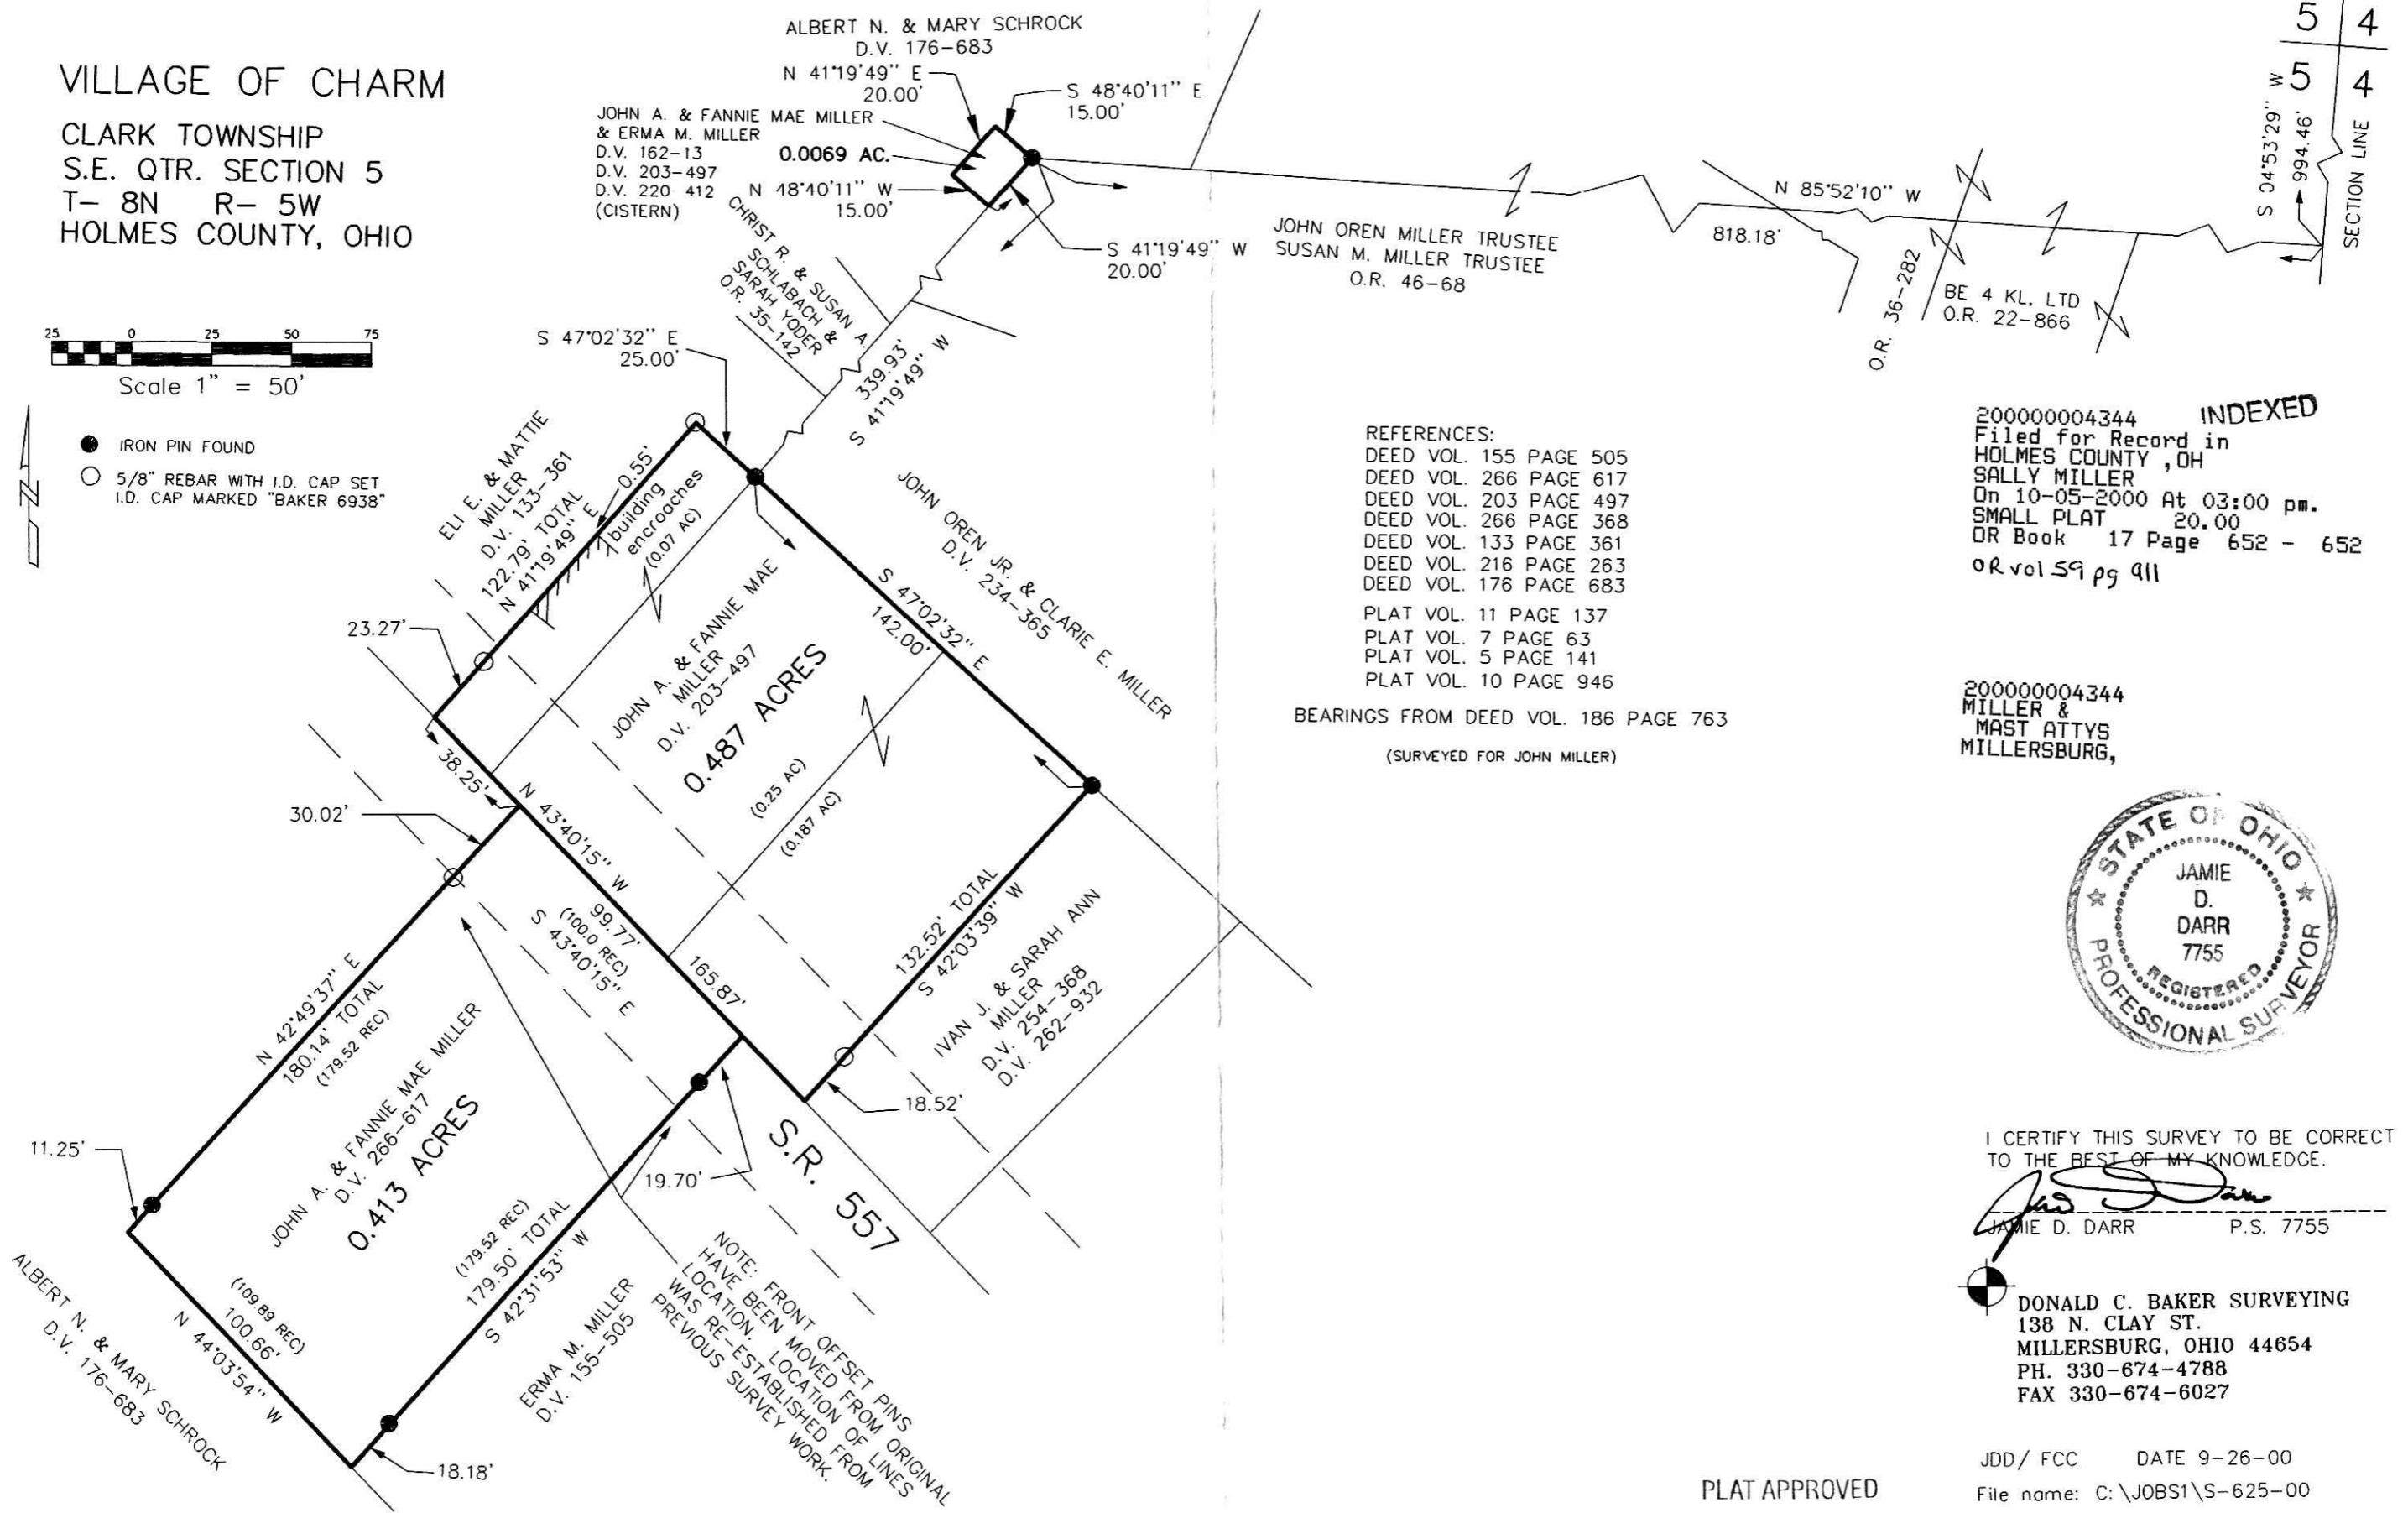 VILLAGE OF CHARM
CLARK TOWNSHIP
S.E. QTR. SECTION 5
T- 8N R- 5W
HOLMES COUNTY, OHIO
25 0 25 50 75
Scale 1" = 50'
IRON PIN FOUND
5/8" REBAR WITH I.D. CAP SET
I.D. CAP MARKED "BAKER 6938"
N
ALBERT N. & MARY SCHROCK
D.V. 176-683
N 41°19'49" E
20.00'
S 48°40'11" E
15.00'
JOHN A. & FANNIE MAE MILLER
& ERMA M. MILLER
D.V. 162-13
D.V. 203-497
D.V. 220 412
(CISTERN)
0.0069 AC.
N 48°40'11" W
15.00'
S 41°19'49" W
20.00'
CHRIST R. & SUSAN A.
SCHLABACH &
SARAH YODER
O.R. 35-142
339.93'
S 41°19'49" W
JOHN OREN MILLER TRUSTEE
SUSAN M. MILLER TRUSTEE
O.R. 46-68
N 85°52'10" W
818.18'
O.R. 36-282
BE 4 KL, LTD
O.R. 22-866
5 4
5 4
S 04°53'29" W
994.46'
SECTION LINE
S 47°02'32" E
25.00'
ELI E. & MATTIE
MILLER
D.V. 133-361
122.79' TOTAL
N 41°19'49" E
0.55'
building
encroaches
(0.07 AC)
23.27'
JOHN A. & FANNIE MAE
MILLER
D.V. 203-497
0.487 ACRES
(0.25 AC)
(0.187 AC)
JOHN OREN JR. & CLARIE E. MILLER
D.V. 234-365
S 47°02'32" E
142.00'
38.25'
30.02'
N 43°40'15" W
99.77'
(100.0 REC)
S 43°40'15" E
165.87'
132.52' TOTAL
S 42°03'39" W
IVAN J. & SARAH ANN
MILLER
D.V. 254-368
D.V. 262-932
18.52'
N 42°49'37" E
180.14' TOTAL
(179.52 REC)
JOHN A. & FANNIE MAE MILLER
D.V. 266-617
0.413 ACRES
11.25'
19.70'
S.R. 557
(179.52 REC)
179.50' TOTAL
S 42°31'53" W
ERMA M. MILLER
D.V. 155-505
(109.89 REC)
100.66'
N 44°03'54" W
ALBERT N. & MARY SCHROCK
D.V. 176-683
18.18'
NOTE: FRONT OFFSET PINS
HAVE BEEN MOVED FROM ORIGINAL
LOCATION. LOCATION OF LINES
WAS RE-ESTABLISHED FROM
PREVIOUS SURVEY WORK.
REFERENCES:
DEED VOL. 155 PAGE 505
DEED VOL. 266 PAGE 617
DEED VOL. 203 PAGE 497
DEED VOL. 266 PAGE 368
DEED VOL. 133 PAGE 361
DEED VOL. 216 PAGE 263
DEED VOL. 176 PAGE 683
PLAT VOL. 11 PAGE 137
PLAT VOL. 7 PAGE 63
PLAT VOL. 5 PAGE 141
PLAT VOL. 10 PAGE 946
BEARINGS FROM DEED VOL. 186 PAGE 763
(SURVEYED FOR JOHN MILLER)
200000004344 INDEXED
Filed for Record in
HOLMES COUNTY ,OH
SALLY MILLER
On 10-05-2000 At 03:00 pm.
SMALL PLAT 20.00
OR Book 17 Page 652 - 652
OR vol 59 pg 911
200000004344
MILLER &
MAST ATTYS
MILLERSBURG,
STATE OF OHIO
JAMIE
D.
DARR
7755
REGISTERED
PROFESSIONAL SURVEYOR
I CERTIFY THIS SURVEY TO BE CORRECT
TO THE BEST OF MY KNOWLEDGE.
JAMIE D. DARR P.S. 7755
DONALD C. BAKER SURVEYING
138 N. CLAY ST.
MILLERSBURG, OHIO 44654
PH. 330-674-4788
FAX 330-674-6027
JDD/ FCC DATE 9-26-00
File name: C:\JOBS1\S-625-00
PLAT APPROVED